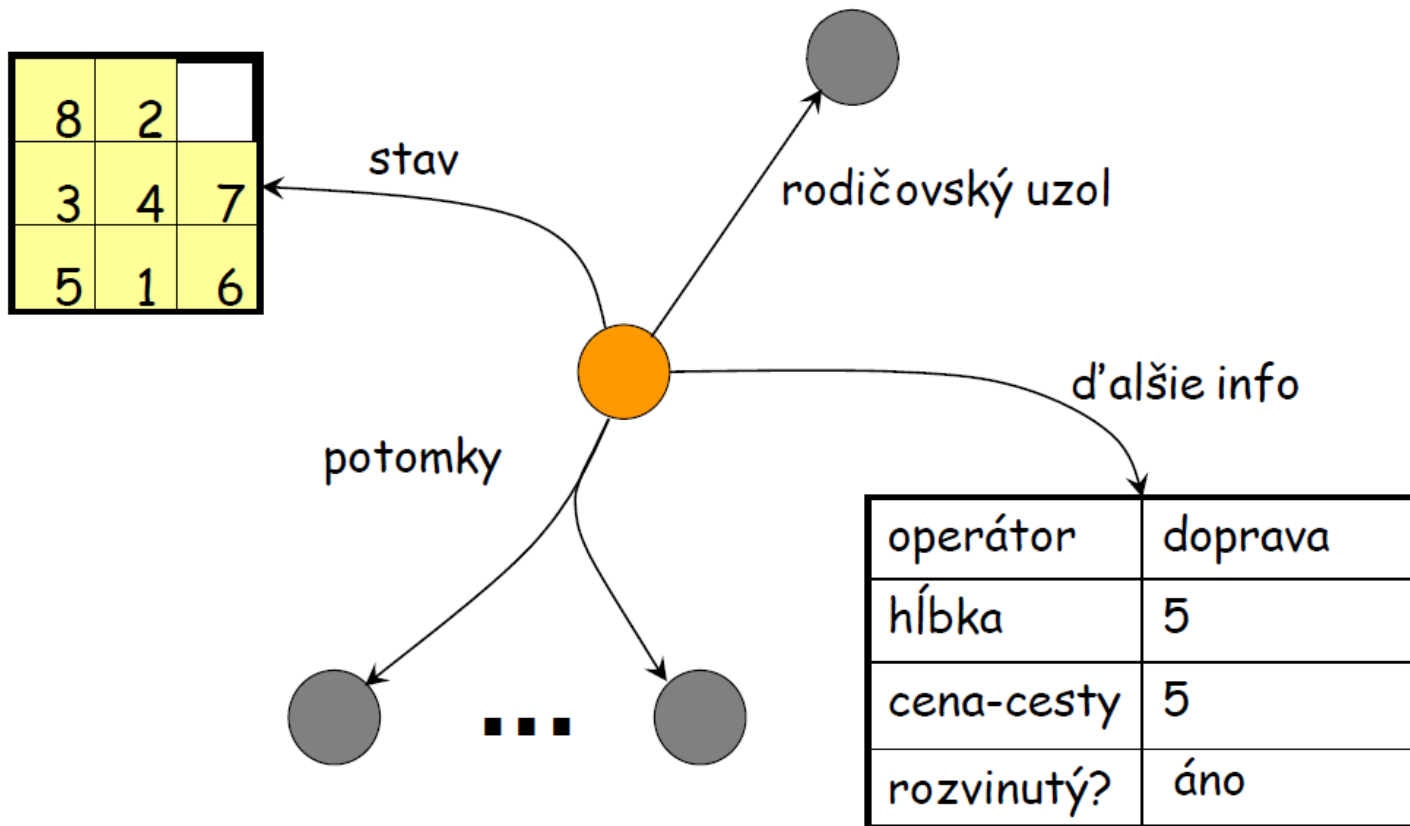 8 2
3 4 7
5 1 6
stav
rodičovský uzol
ďalšie info
potomky
...
operátor doprava
hĺbka 5
cena-cesty 5
rozvinutý? áno